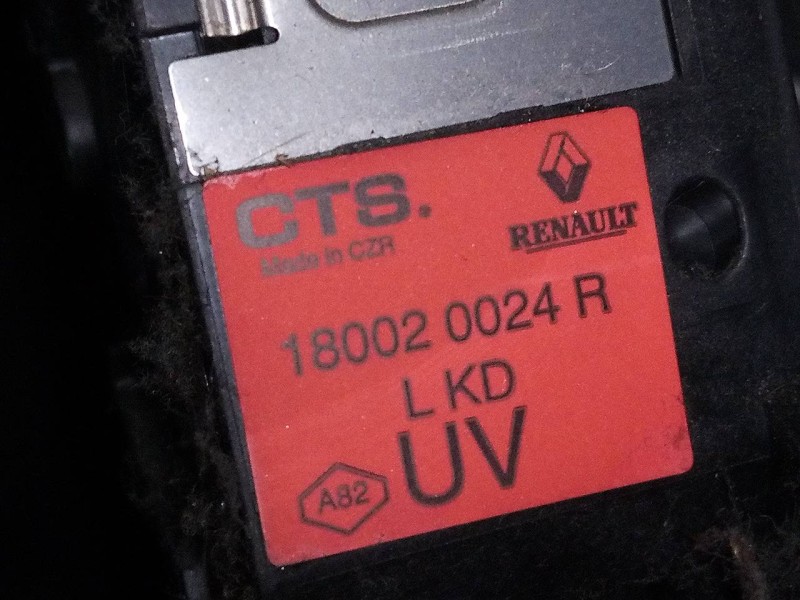 CTS.
Made in CZR
RENAULT
18002 0024 R
L KD
UV
A82